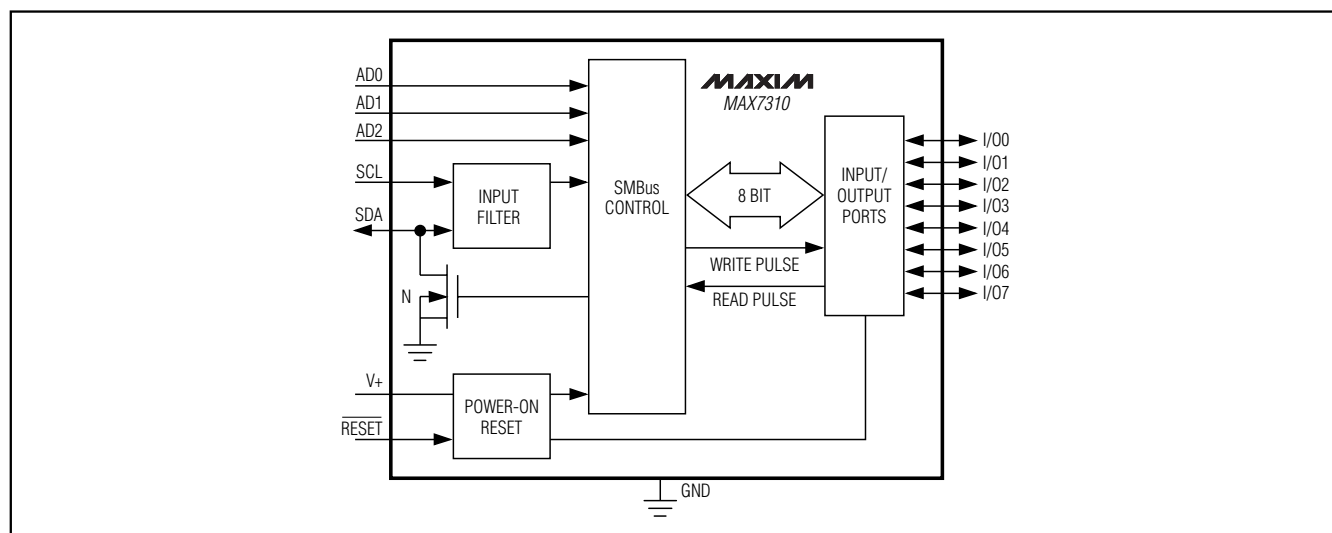 AD0
AD1
AD2
SCL
SDA
INPUT
FILTER
N
V+
RESET
POWER-ON
RESET
SMBus
CONTROL
MAXIM
MAX7310
8 BIT
WRITE PULSE
READ PULSE
INPUT/
OUTPUT
PORTS
I/O0
I/O1
I/O2
I/O3
I/O4
I/O5
I/O6
I/O7
GND